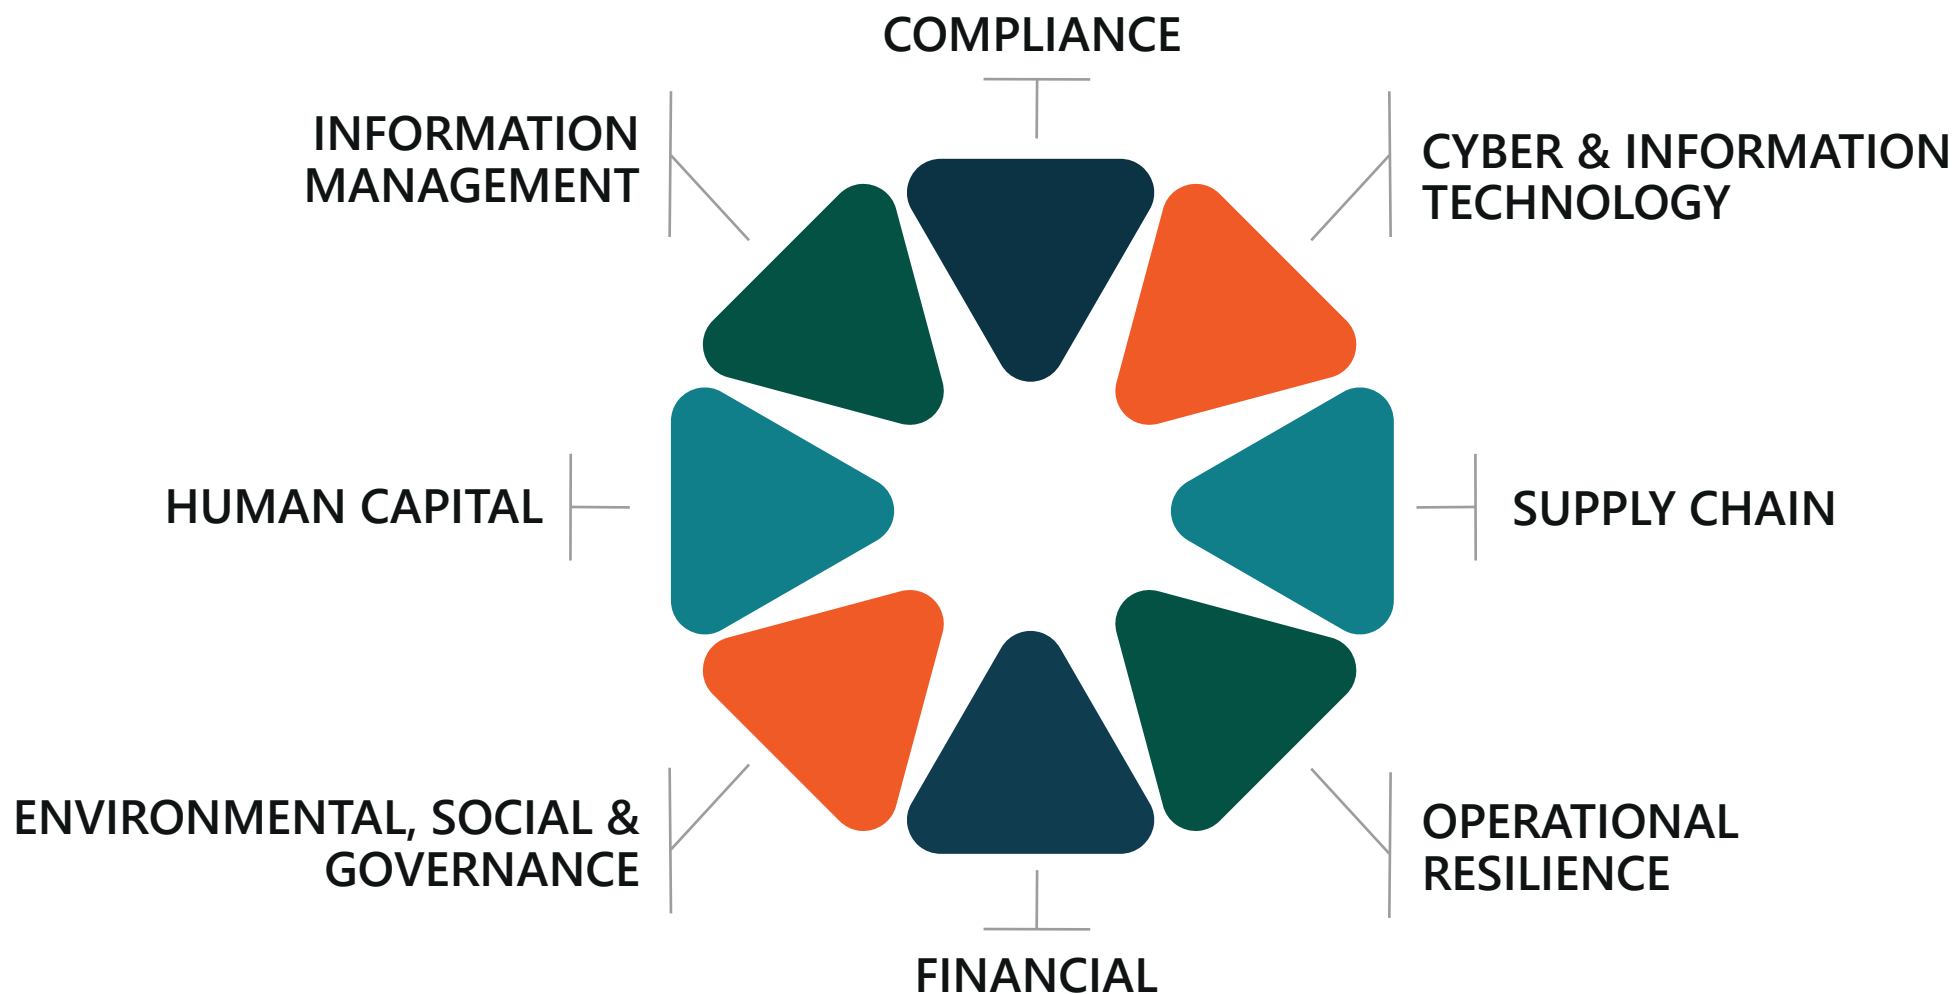 COMPLIANCE
INFORMATION
MANAGEMENT
CYBER & INFORMATION
TECHNOLOGY
HUMAN CAPITAL
SUPPLY CHAIN
ENVIRONMENTAL, SOCIAL &
GOVERNANCE
OPERATIONAL
RESILIENCE
FINANCIAL